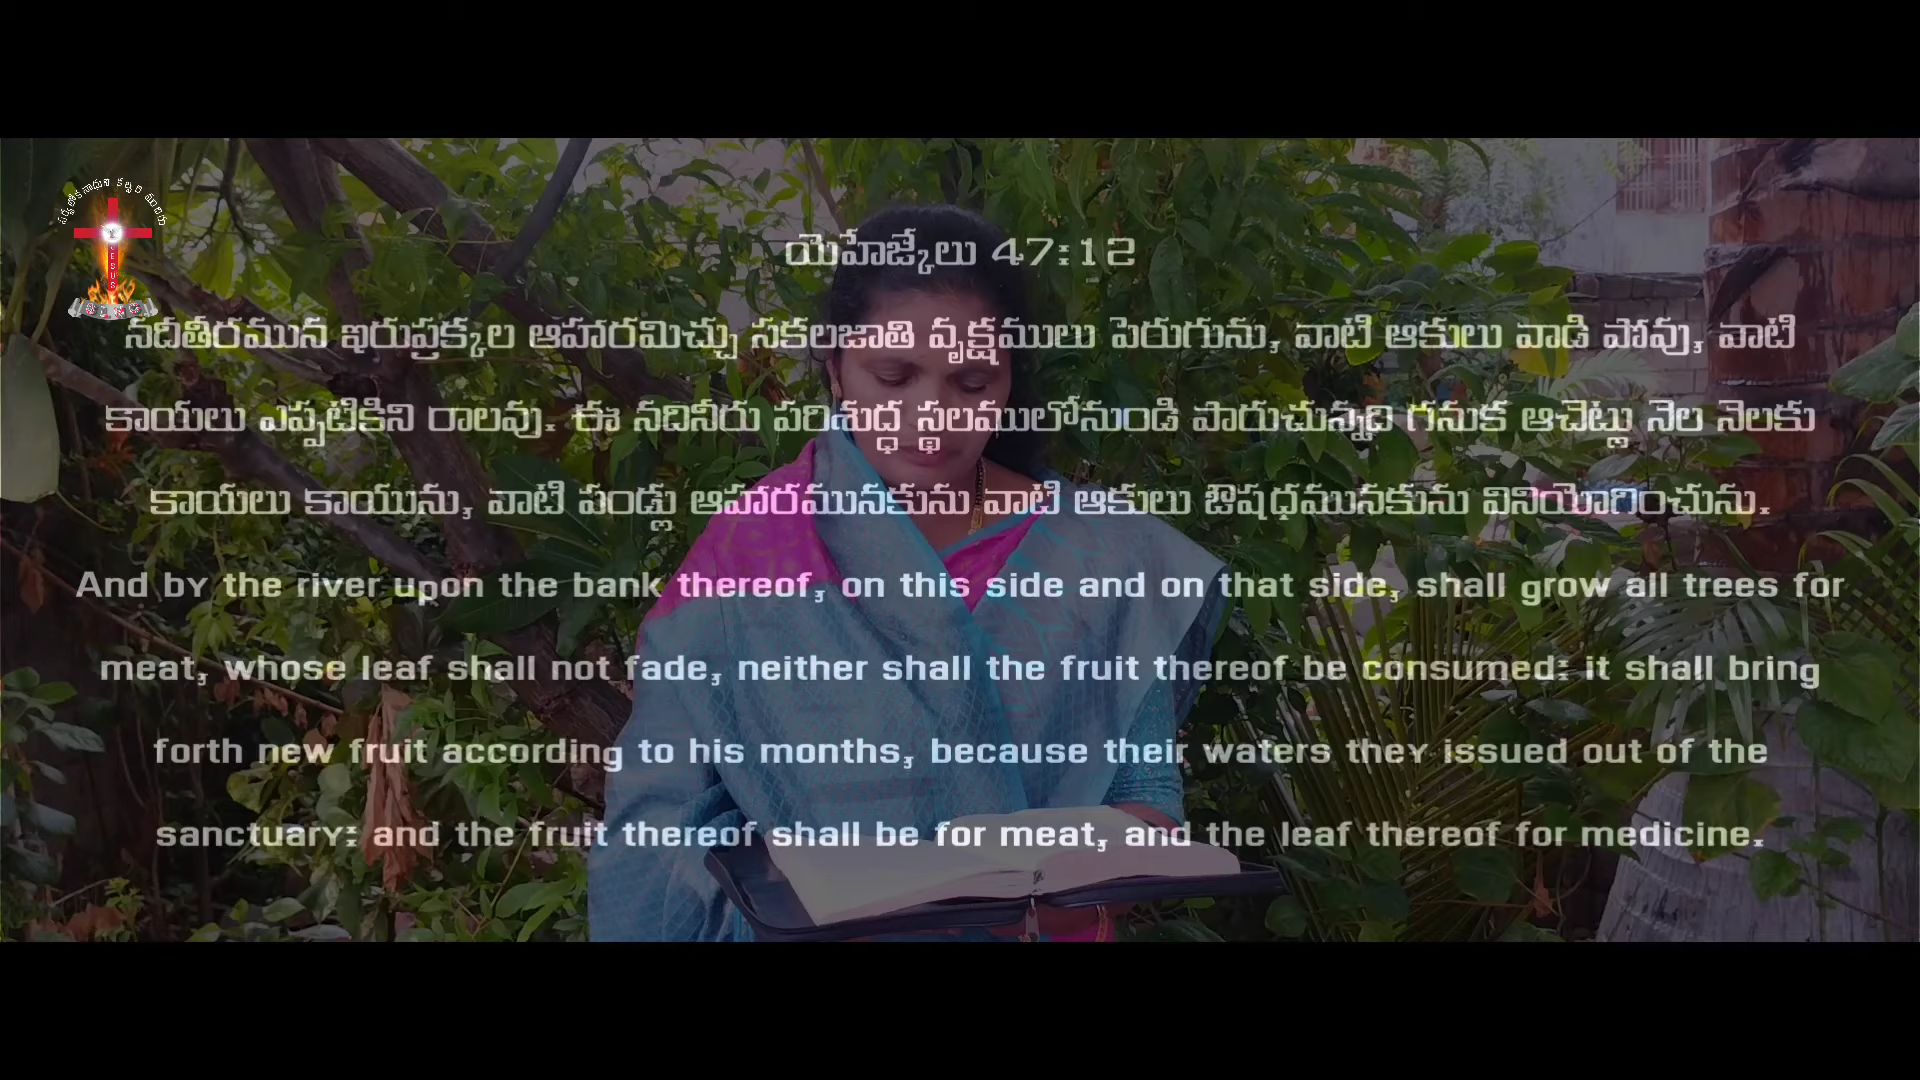 యెహేజ్కేలు 47:12
నదీతీరమున ఇరుప్రక్కల ఆహారమిచ్చు సకలజాతి వృక్షములు పెరుగును, వాటి ఆకులు వాడి పోవు, వాటి
కాయలు ఎప్పటికిని రాలవు. ఈ నదినీరు పరిశుద్ధ స్థలములోనుండి పారుచున్నది గనుక ఆచెట్లు నెల నెలకు
కాయలు కాయును, వాటి పండ్లు ఆహారమునకును వాటి ఆకులు ఔషధమునకును వినియోగించును.
And by the river upon the bank thereof, on this side and on that side, shall grow all trees for
meat, whose leaf shall not fade, neither shall the fruit thereof be consumed: it shall bring
forth new fruit according to his months, because their waters they issued out of the
sanctuary: and the fruit thereof shall be for meat, and the leaf thereof for medicine.